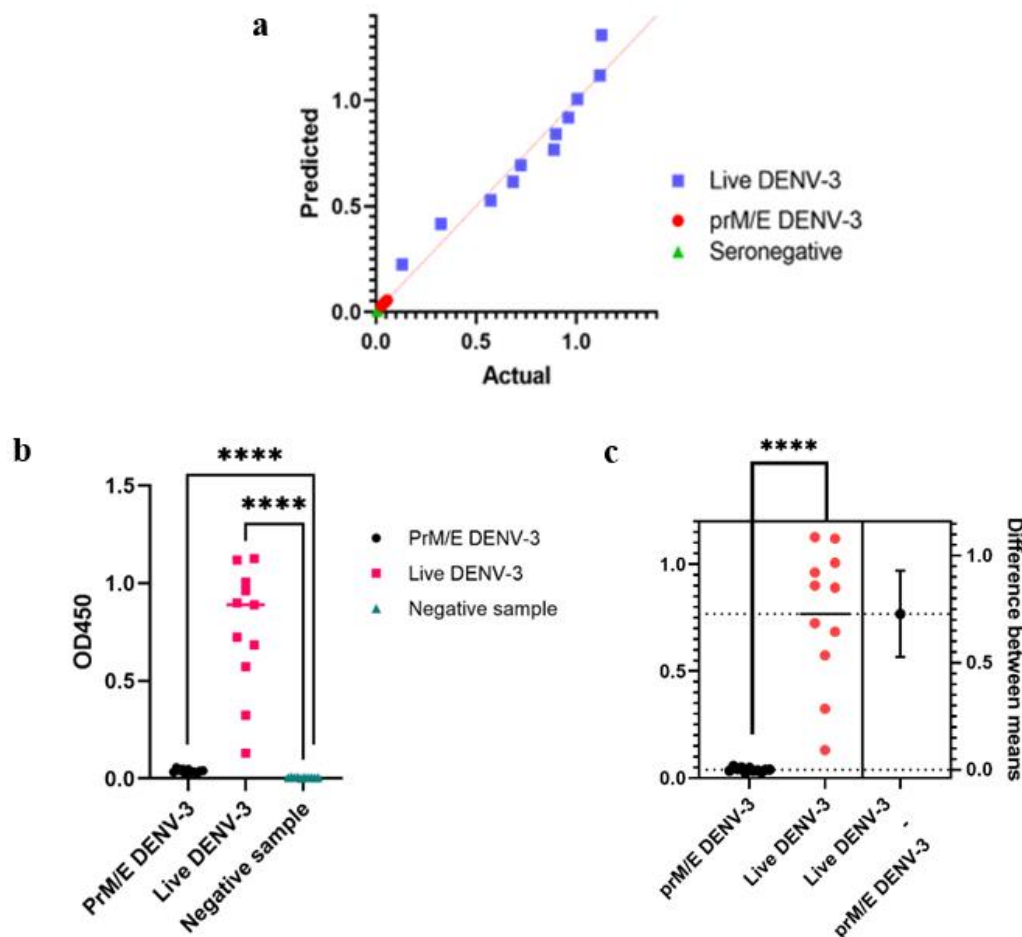 a
Predicted
1.0
0.5
0.0
0.0 0.5 1.0
Actual
Live DENV-3
prM/E DENV-3
Seronegative
b
****
****
OD450
1.5
1.0
0.5
0.0
PrM/E DENV-3
Live DENV-3
Negative sample
PrM/E DENV-3
Live DENV-3
Negative sample
c
****
1.0
0.5
0.0
1.0
0.5
0.0
Difference between means
prM/E DENV-3
Live DENV-3
Live DENV-3
-
prM/E DENV-3